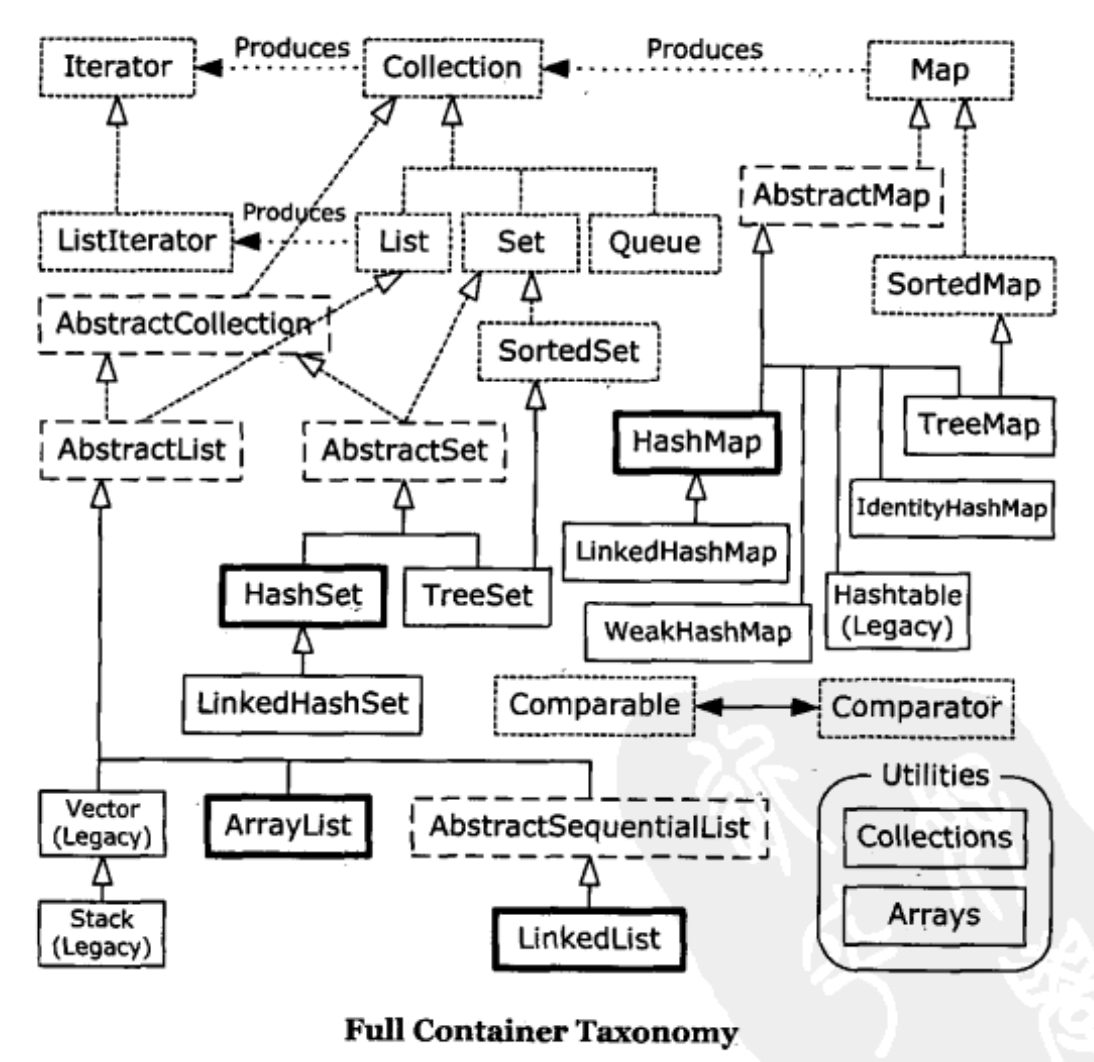 Produces
Produces
Iterator
Collection
Map
AbstractMap
Produces
ListIterator
List
Set
Queue
SortedMap
AbstractCollection
SortedSet
TreeMap
AbstractList
AbstractSet
HashMap
IdentityHashMap
LinkedHashMap
HashSet
TreeSet
Hashtable
(Legacy)
WeakHashMap
LinkedHashSet
Comparable
Comparator
Utilities
Vector
(Legacy)
ArrayList
AbstractSequentialList
Collections
Stack
(Legacy)
LinkedList
Arrays
Full Container Taxonomy